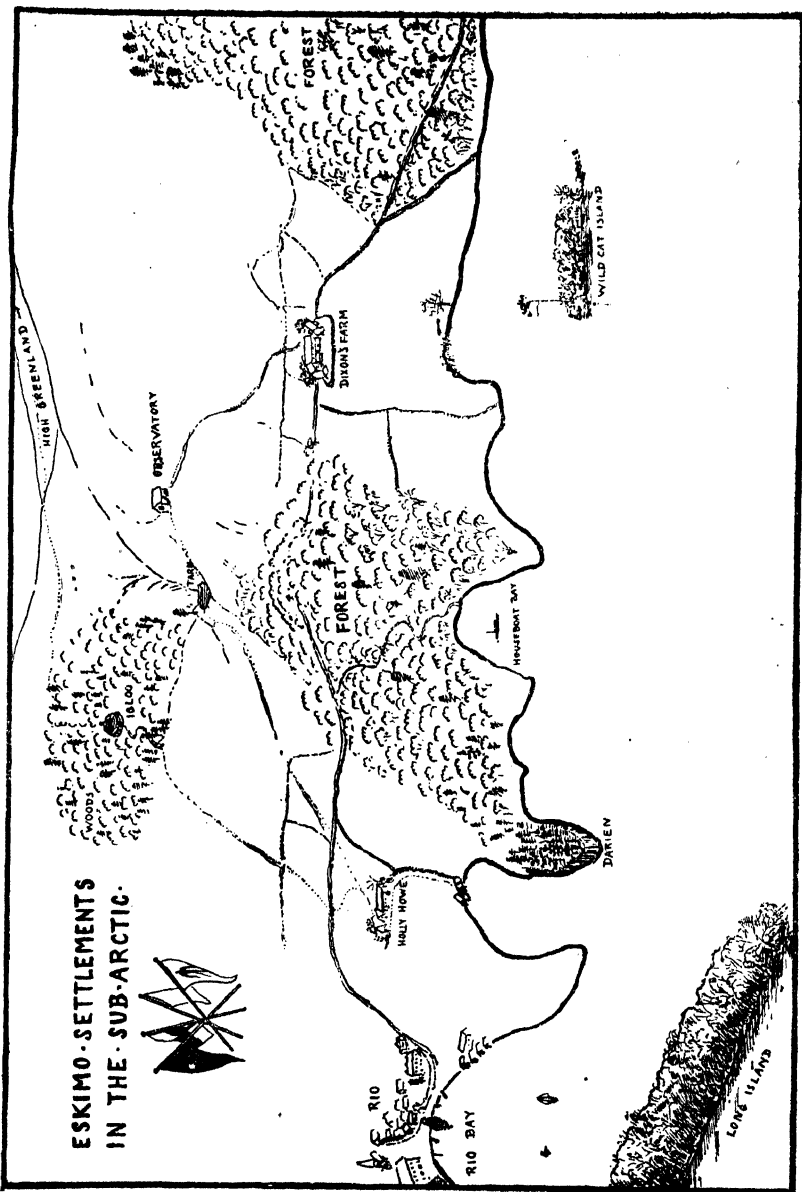 ESKIMO·SETTLEMENTS
IN THE·SUB·ARCTIC·
HIGH GREENLAND
WOODS
IGLOO
TARN
OBSERVATORY
FOREST
DIXON'S FARM
FOREST
HOLLY HOWE
RIO
RIO BAY
DARIEN
HOUSEBOAT BAY
WILD CAT ISLAND
LONG ISLAND